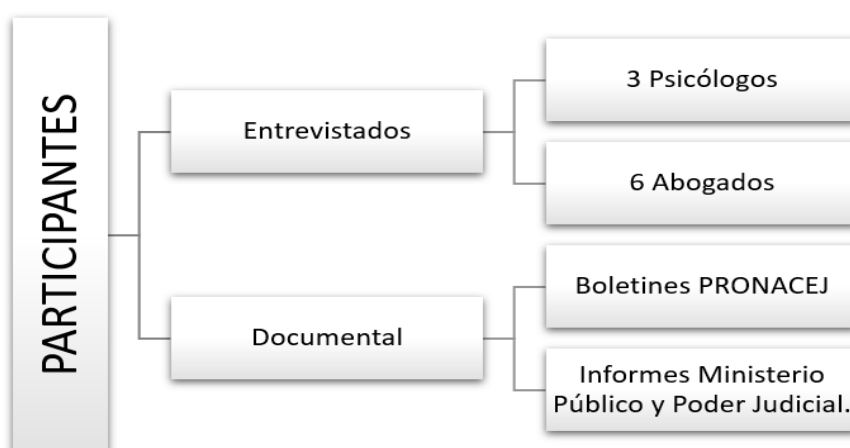 PARTICIPANTES
Entrevistados
3 Psicólogos
6 Abogados
Documental
Boletines PRONACEJ
Informes Ministerio
Público y Poder Judicial.